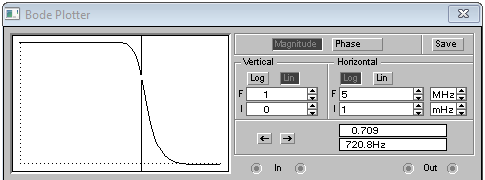 Bode Plotter
Magnitude Phase Save
Vertical Horizontal
Log Lin Log Lin
F 1 F 5 MHz
I 0 I 1 mHz
← → 0.709
720.8Hz
In Out